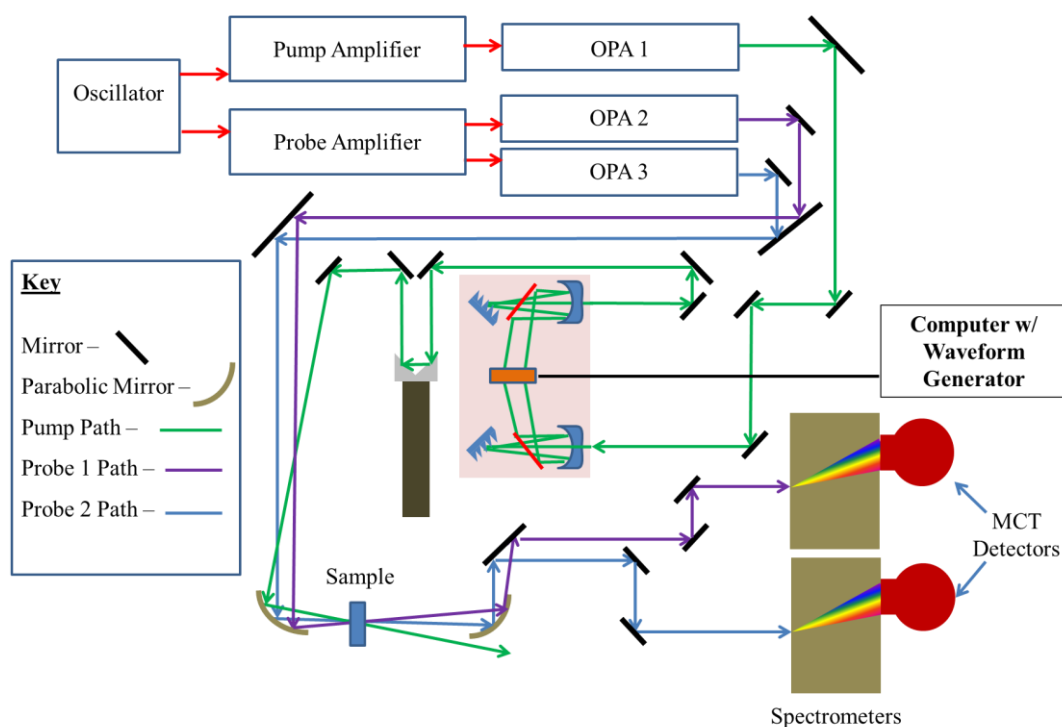 Pump Amplifier
OPA 1
Oscillator
OPA 2
Probe Amplifier
OPA 3
Key
Mirror –
Parabolic Mirror –
Pump Path –
Probe 1 Path –
Probe 2 Path –
Computer w/
Waveform
Generator
Sample
MCT
Detectors
Spectrometers